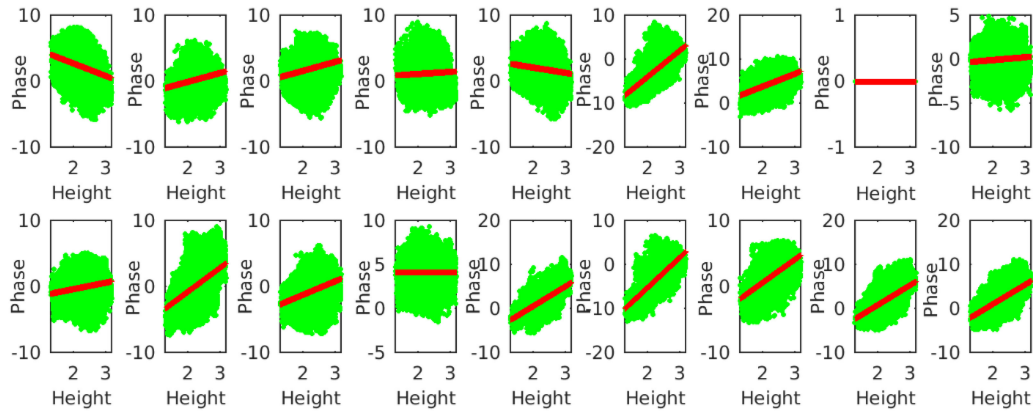 10 10 10 10 10 10 20 1 5
Phase Phase Phase Phase Phase Phase Phase Phase Phase
0 10 0
0 0 0 0 0 0
-10 0 -5
-10 -10 -10 -10 -10 -20 -10 -1 -10
2 3 2 3 2 3 2 3 2 3 2 3 2 3 2 3 2 3
Height Height Height Height Height Height Height Height Height
10 10 10 10 20 10 10 20 20
Phase Phase Phase Phase Phase Phase Phase Phase Phase
5 10 0 10 10
0 0 0 0
0 0 -10 0 0
-10 -10 -10 -5 -10 -20 -10 -10 -10
2 3 2 3 2 3 2 3 2 3 2 3 2 3 2 3 2 3
Height Height Height Height Height Height Height Height Height